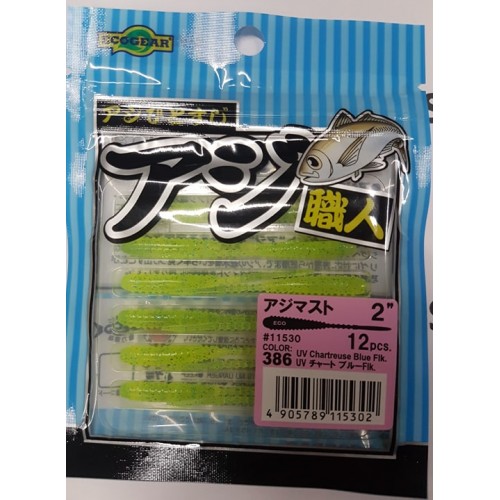 ECOGEAR
アジ
職人
アジマスト 2"
ECO
#11530
12pcs.
COLOR:
386
UV Chartreuse Blue Flk.
UV チャート ブルーFlk.
4 905789 115302